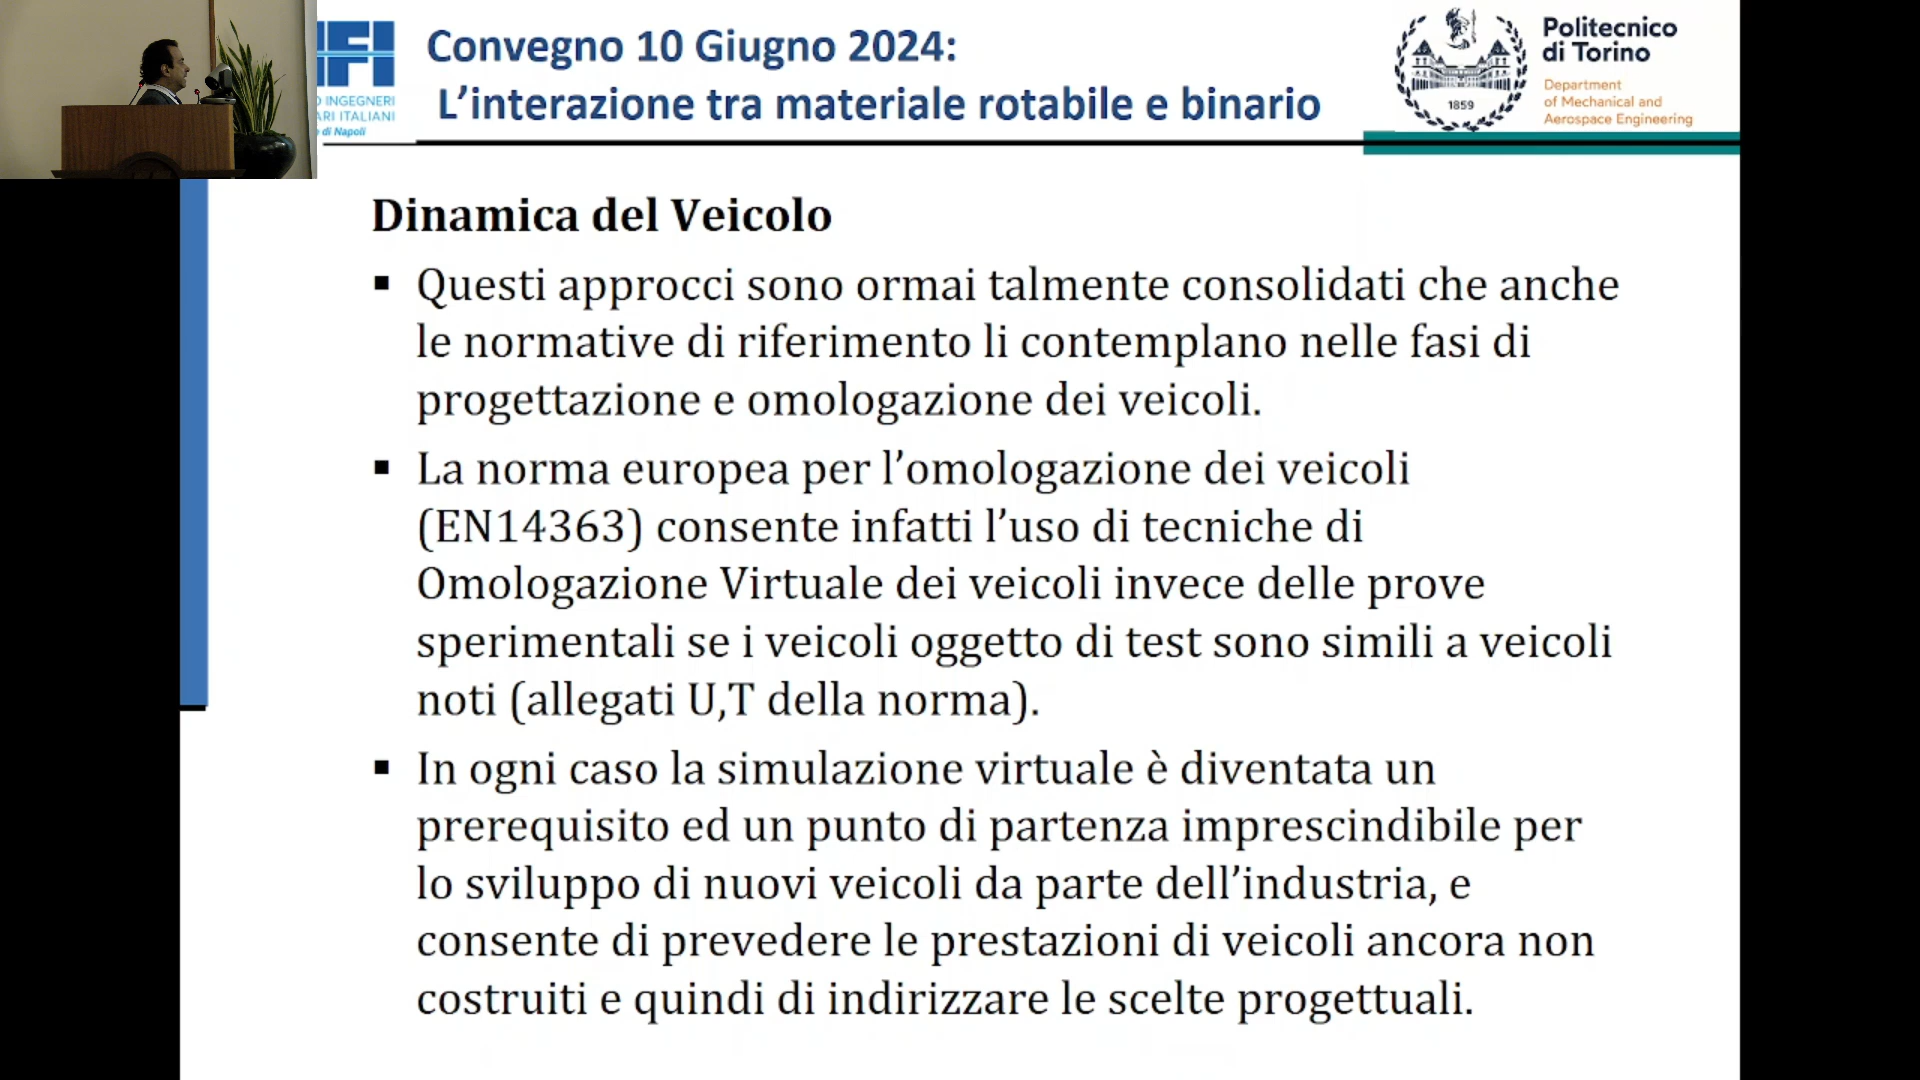 Convegno 10 Giugno 2024:
L’interazione tra materiale rotabile e binario
IFI
O INGEGNERI
ARI ITALIANI
di Napoli
1859
Politecnico
di Torino
Department
of Mechanical and
Aerospace Engineering
Dinamica del Veicolo
▪ Questi approcci sono ormai talmente consolidati che anche
le normative di riferimento li contemplano nelle fasi di
progettazione e omologazione dei veicoli.
▪ La norma europea per l’omologazione dei veicoli
(EN14363) consente infatti l’uso di tecniche di
Omologazione Virtuale dei veicoli invece delle prove
sperimentali se i veicoli oggetto di test sono simili a veicoli
noti (allegati U,T della norma).
▪ In ogni caso la simulazione virtuale è diventata un
prerequisito ed un punto di partenza imprescindibile per
lo sviluppo di nuovi veicoli da parte dell’industria, e
consente di prevedere le prestazioni di veicoli ancora non
costruiti e quindi di indirizzare le scelte progettuali.